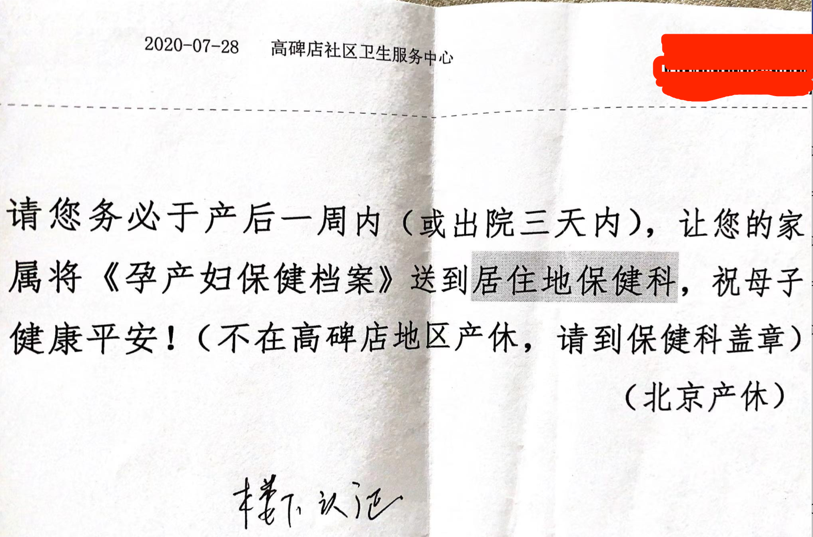 2020-07-28 高碑店社区卫生服务中心
请您务必于产后一周内（或出院三天内），让您的家
属将《孕产妇保健档案》送到居住地保健科，祝母子
健康平安！（不在高碑店地区产休，请到保健科盖章）
（北京产休）
楼下认证